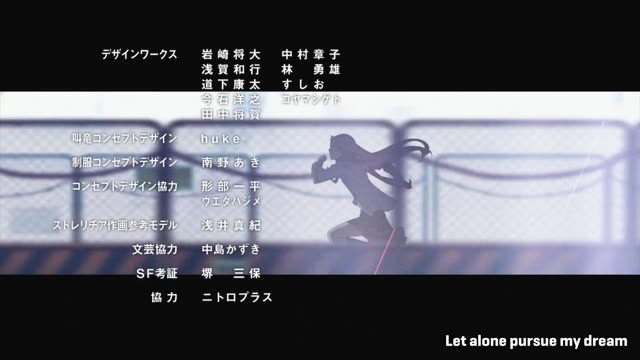 デザインワークス 岩崎将大 中村章子
浅賀和行 林 勇雄
道下康太 すしお
今石洋之 コヤマシゲト
田中将賀
叫竜コンセプトデザイン huke
制服コンセプトデザイン 南野あき
コンセプトデザイン協力 形部一平
ウエダハジメ
ストレリチア作画参考モデル 浅井真紀
文芸協力 中島かずき
SF考証 堺 三保
協力 ニトロプラス
Let alone pursue my dream